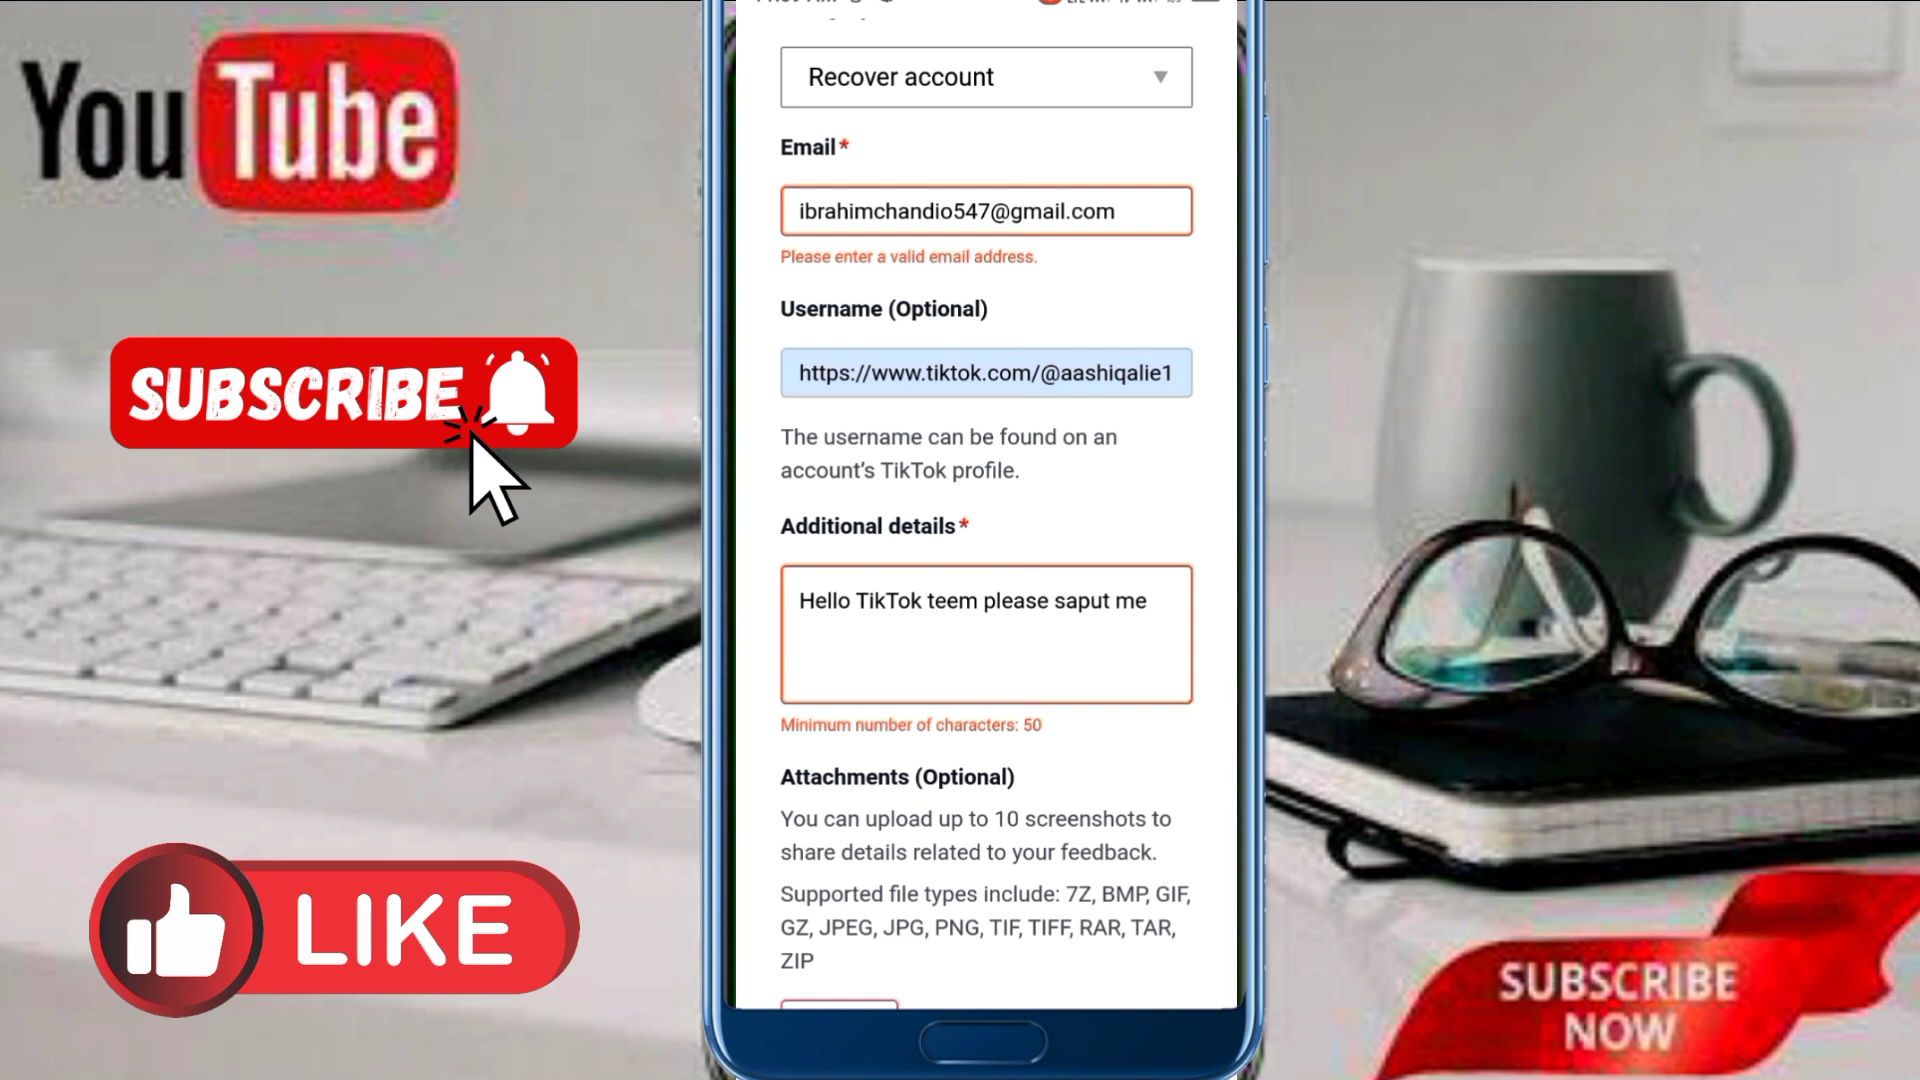 YouTube
SUBSCRIBE
LIKE
Recover account
Email*
ibrahimchandio547@gmail.com
Please enter a valid email address.
Username (Optional)
https://www.tiktok.com/@aashiqalie1
The username can be found on an
account's TikTok profile.
Additional details*
Hello TikTok teem please saput me
Minimum number of characters: 50
Attachments (Optional)
You can upload up to 10 screenshots to
share details related to your feedback.
Supported file types include: 7Z, BMP, GIF,
GZ, JPEG, JPG, PNG, TIF, TIFF, RAR, TAR,
ZIP
SUBSCRIBE
NOW